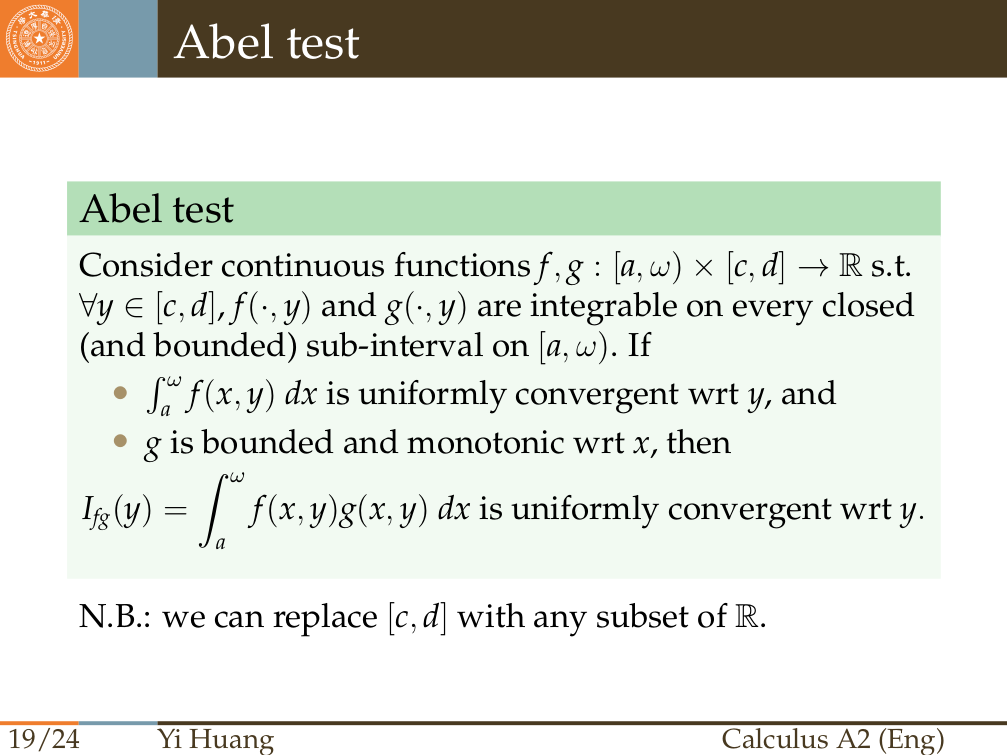 Abel test
Abel test
Consider continuous functions f, g : [a, ω) × [c, d] → ℝ s.t.
∀y ∈ [c, d], f(·, y) and g(·, y) are integrable on every closed
(and bounded) sub-interval on [a, ω). If
• ∫_a^ω f(x, y) dx is uniformly convergent wrt y, and
• g is bounded and monotonic wrt x, then
I_{fg}(y) = ∫_a^ω f(x, y)g(x, y) dx is uniformly convergent wrt y.
N.B.: we can replace [c, d] with any subset of ℝ.
19/24 Yi Huang Calculus A2 (Eng)